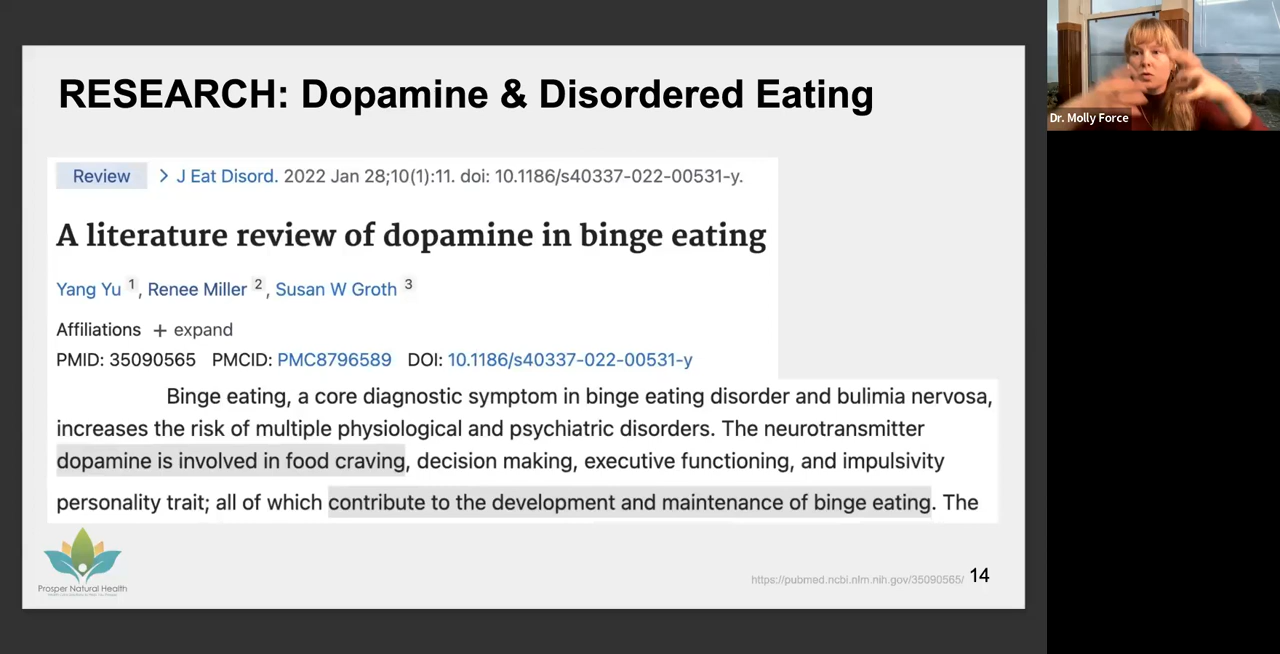 RESEARCH: Dopamine & Disordered Eating
Review > J Eat Disord. 2022 Jan 28;10(1):11. doi: 10.1186/s40337-022-00531-y.
A literature review of dopamine in binge eating
Yang Yu 1, Renee Miller 2, Susan W Groth 3
Affiliations + expand
PMID: 35090565 PMCID: PMC8796589 DOI: 10.1186/s40337-022-00531-y
Binge eating, a core diagnostic symptom in binge eating disorder and bulimia nervosa,
increases the risk of multiple physiological and psychiatric disorders. The neurotransmitter
dopamine is involved in food craving, decision making, executive functioning, and impulsivity
personality trait; all of which contribute to the development and maintenance of binge eating. The
Prosper Natural Health
https://pubmed.ncbi.nlm.nih.gov/35090565/ 14
Dr. Molly Force